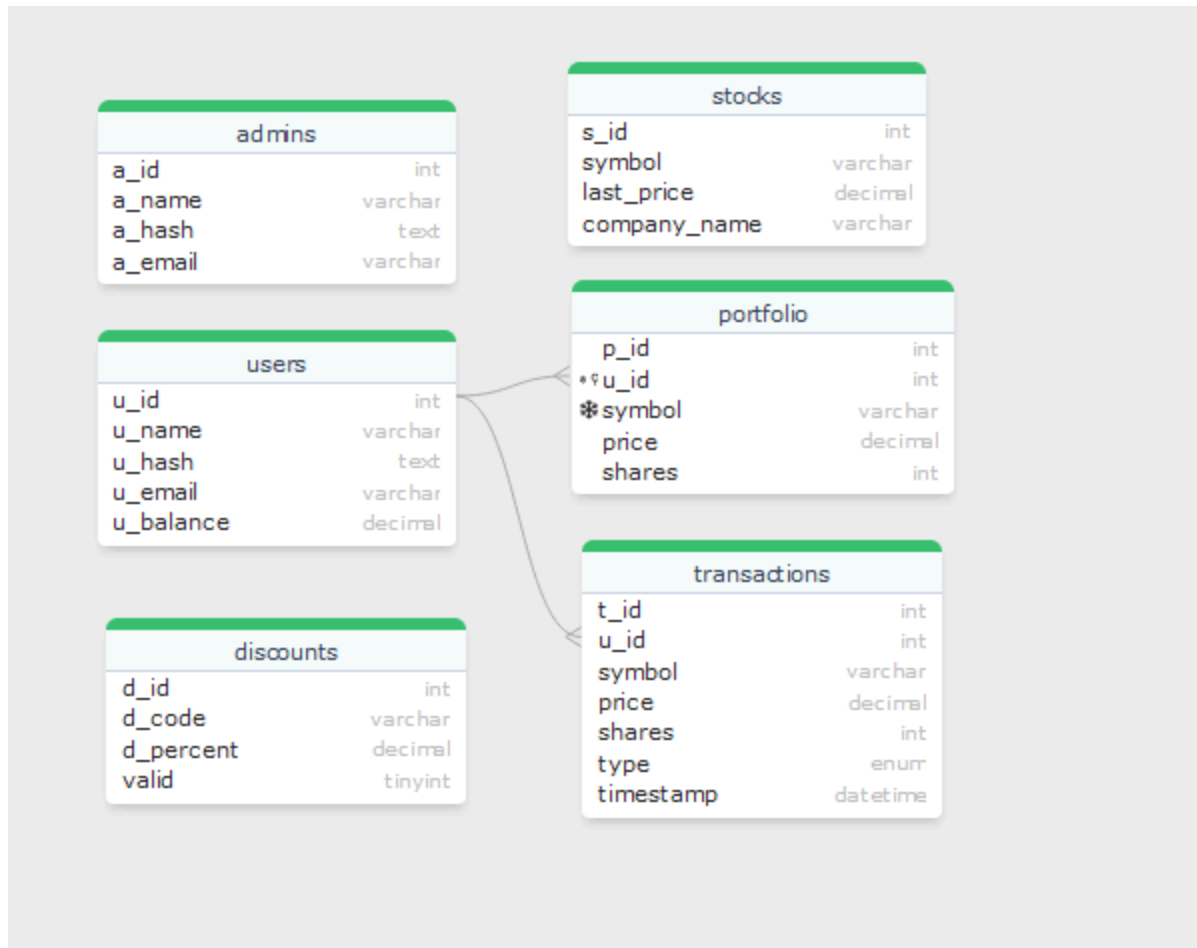 admins
a_id int
a_name varchar
a_hash text
a_email varchar
users
u_id int
u_name varchar
u_hash text
u_email varchar
u_balance decimal
discounts
d_id int
d_code varchar
d_percent decimal
valid tinyint
stocks
s_id int
symbol varchar
last_price decimal
company_name varchar
portfolio
p_id int
u_id int
symbol varchar
price decimal
shares int
transactions
t_id int
u_id int
symbol varchar
price decimal
shares int
type enum
timestamp datetime